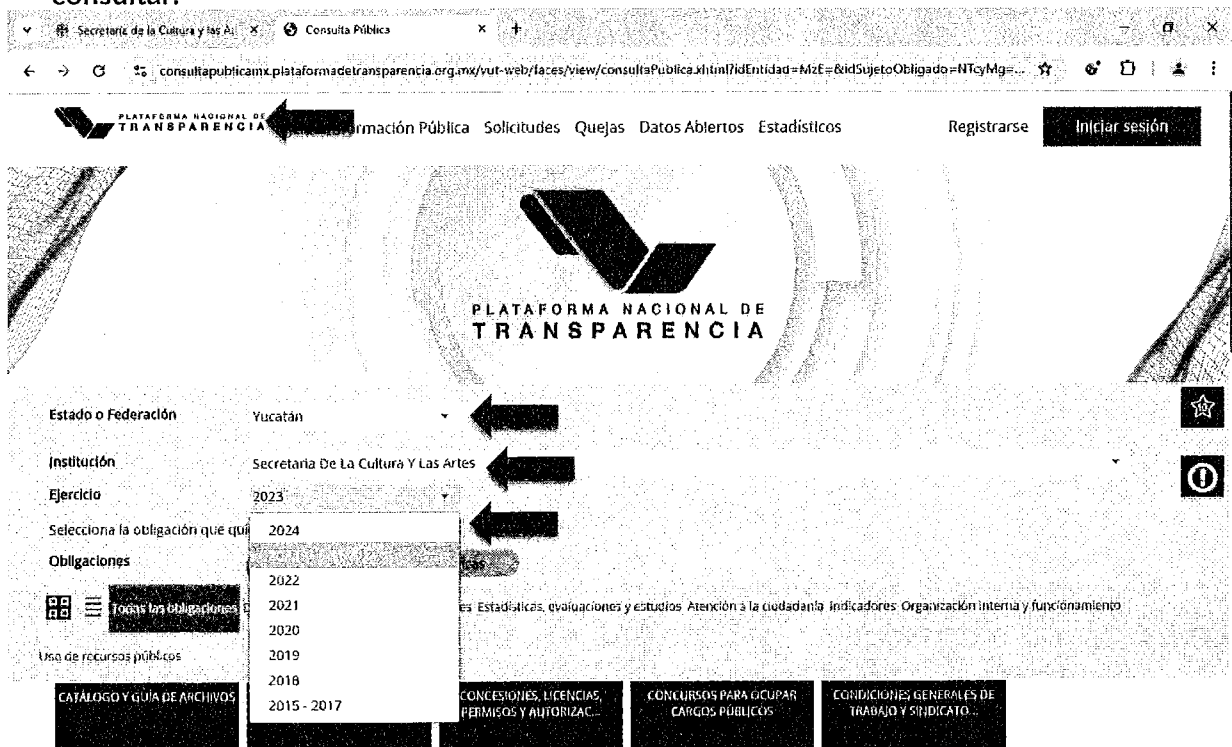 consultar.
Secretaría de la Cultura y las A
Consulta Pública
consultapublicamx.plataformadetransparencia.org.mx/vut-web/faces/view/consultaPublica.xhtml?idEntidad=MzE=&idSujetoObligado=NTcyMg=...
PLATAFORMA NACIONAL DE
TRANSPARENCIA
rmación Pública Solicitudes Quejas Datos Abiertos Estadísticos Registrarse Iniciar sesión
PLATAFORMA NACIONAL DE
TRANSPARENCIA
Estado o Federación Yucatán
Institución Secretaria De La Cultura Y Las Artes
Ejercicio 2023
Selecciona la obligación que qui
2024
Obligaciones
2022
2021
Todas las obligaciones es Estadísticas, evaluaciones y estudios Atención a la ciudadanía Indicadores Organización interna y funcionamiento
2020
Uso de recursos públicos 2019
2018
2015 - 2017
CATÁLOGO Y GUÍA DE ARCHIVOS
CONCESIONES, LICENCIAS,
PERMISOS Y AUTORIZAC...
CONCURSOS PARA OCUPAR
CARGOS PÚBLICOS
CONDICIONES GENERALES DE
TRABAJO Y SINDICATO...